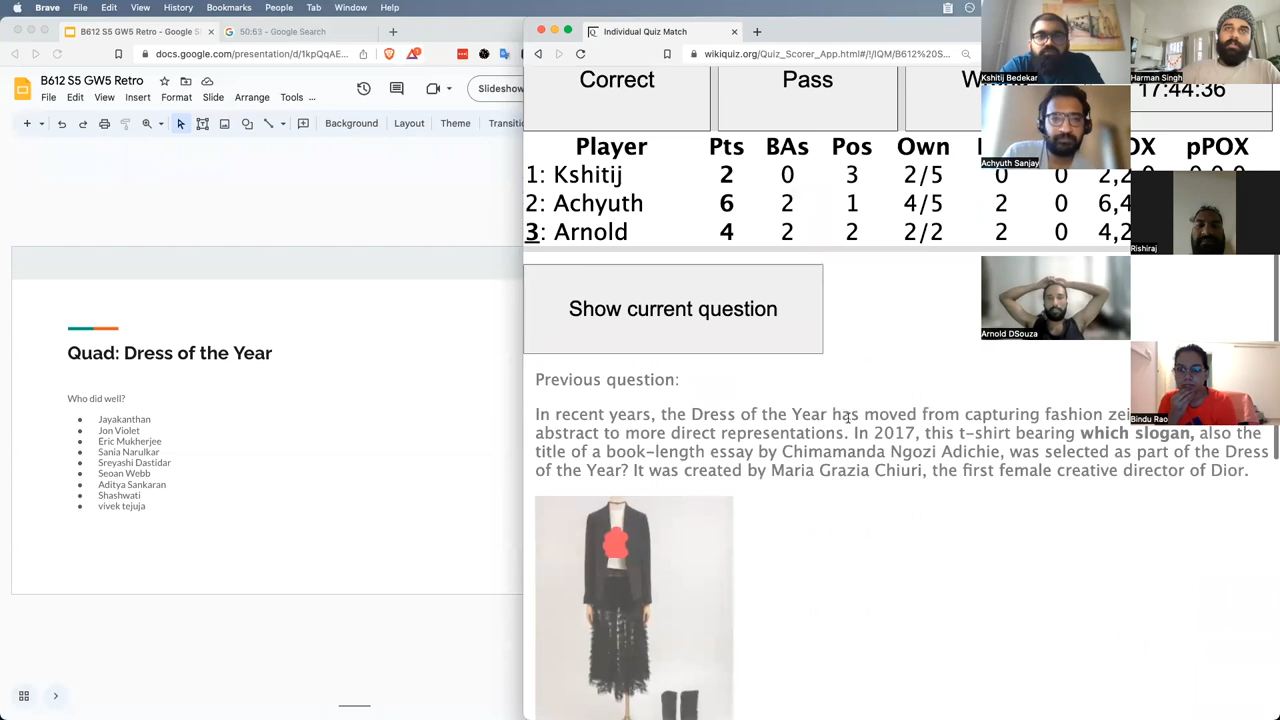 Brave File Edit View History Bookmarks People Tab Window Help
B612 S5 GW5 Retro - Google S
50:63 - Google Search
docs.google.com/presentation/d/1kpQqAE...
B612 S5 GW5 Retro
File Edit View Insert Format Slide Arrange Tools
Slideshow
Background Layout Theme Transitio
Quad: Dress of the Year
Who did well?
Jayakanthan
Jon Violet
Eric Mukherjee
Sania Narulkar
Sreyashi Dastidar
Seoan Webb
Aditya Sankaran
Shashwati
vivek tejuja
Individual Quiz Match
wikiquiz.org/Quiz_Scorer_App.html#/!/IQM/B612%20S...
Correct Pass 17:44:36
Player Pts BAs Pos Own pPOX
1: Kshitij 2 0 3 2/5 0 0
2: Achyuth 6 2 1 4/5 2 0 6,4
3: Arnold 4 2 2 2/2 2 0 4,2
Show current question
Previous question:
In recent years, the Dress of the Year has moved from capturing fashion
abstract to more direct representations. In 2017, this t-shirt bearing which slogan, also the
title of a book-length essay by Chimamanda Ngozi Adichie, was selected as part of the Dress
of the Year? It was created by Maria Grazia Chiuri, the first female creative director of Dior.
Kshitij Bedekar
Harman Singh
Achyuth Sanjay
Rishiraj
Arnold DSouza
Bindu Rao